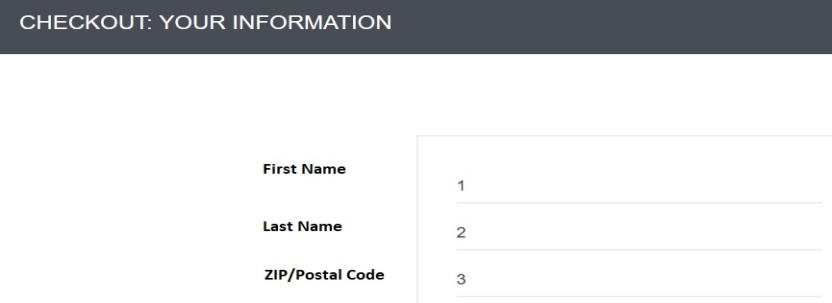 CHECKOUT: YOUR INFORMATION
First Name
1
Last Name
2
ZIP/Postal Code
3